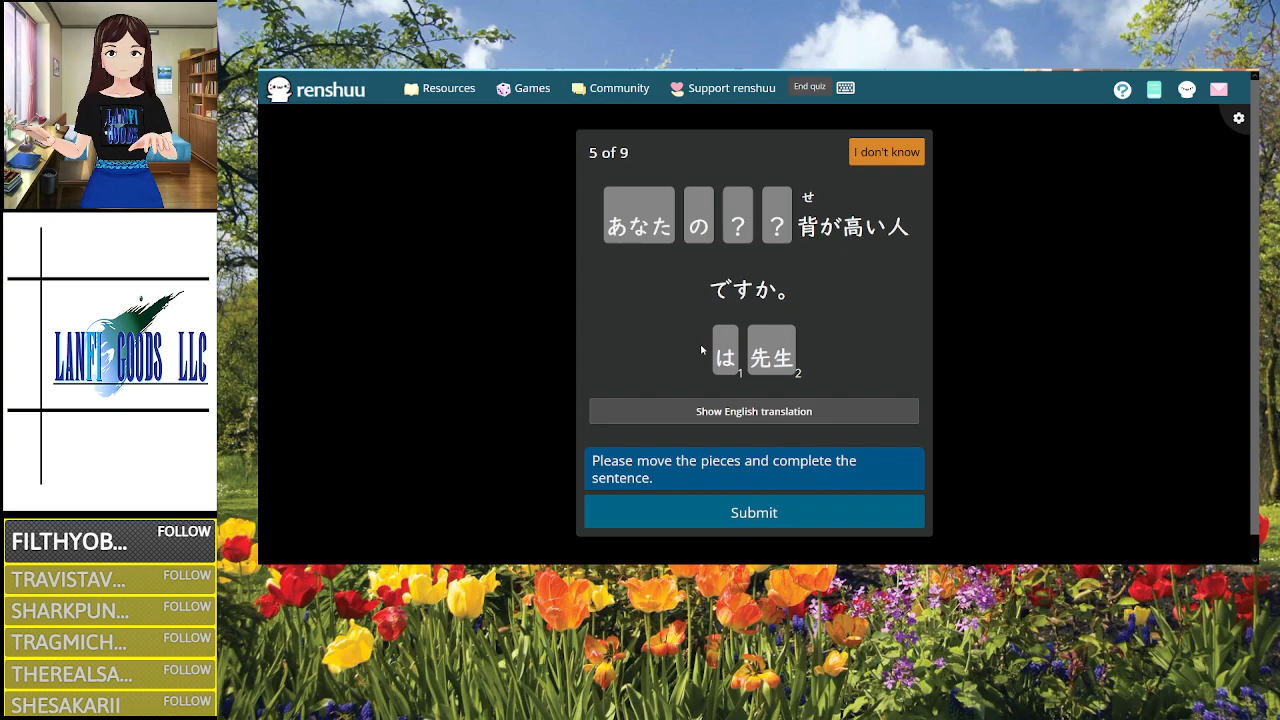 renshuu
Resources
Games
Community
Support renshuu
End quiz
5 of 9
I don't know
せ
あなた の ? ? 背が高い人
ですか。
は 1 先生 2
Show English translation
Please move the pieces and complete the
sentence.
Submit
LANFI
GOODS
LANFI GOODS LLC
FILTHYOB... FOLLOW
TRAVISTAV... FOLLOW
SHARKPUN... FOLLOW
TRAGMICH... FOLLOW
THEREALSA... FOLLOW
SHESAKARII FOLLOW